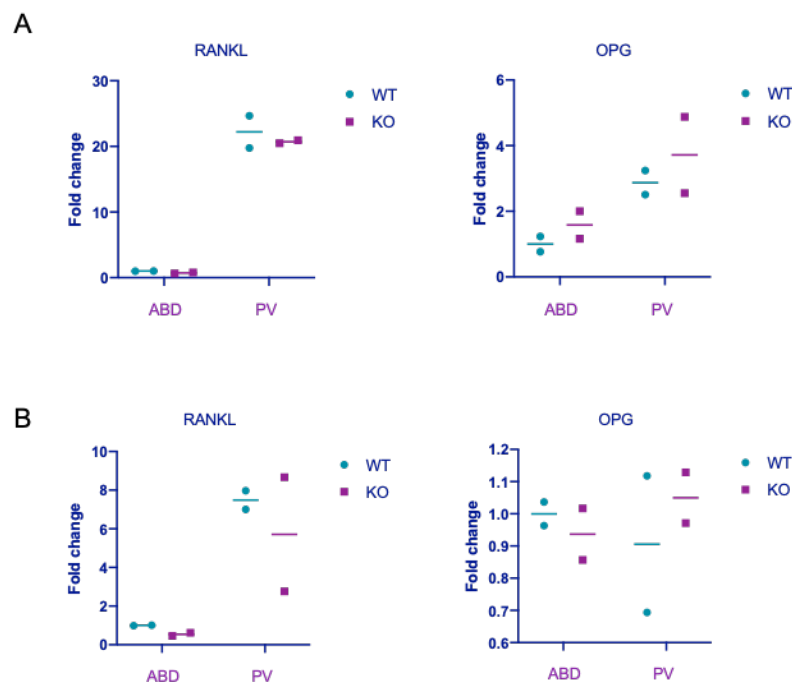 A
RANKL
Fold change
30
20
10
0
ABD
PV
WT
KO
OPG
Fold change
6
4
2
0
ABD
PV
WT
KO
B
RANKL
Fold change
10
8
6
4
2
0
ABD
PV
WT
KO
OPG
Fold change
1.2
1.1
1.0
0.9
0.8
0.7
0.6
ABD
PV
WT
KO